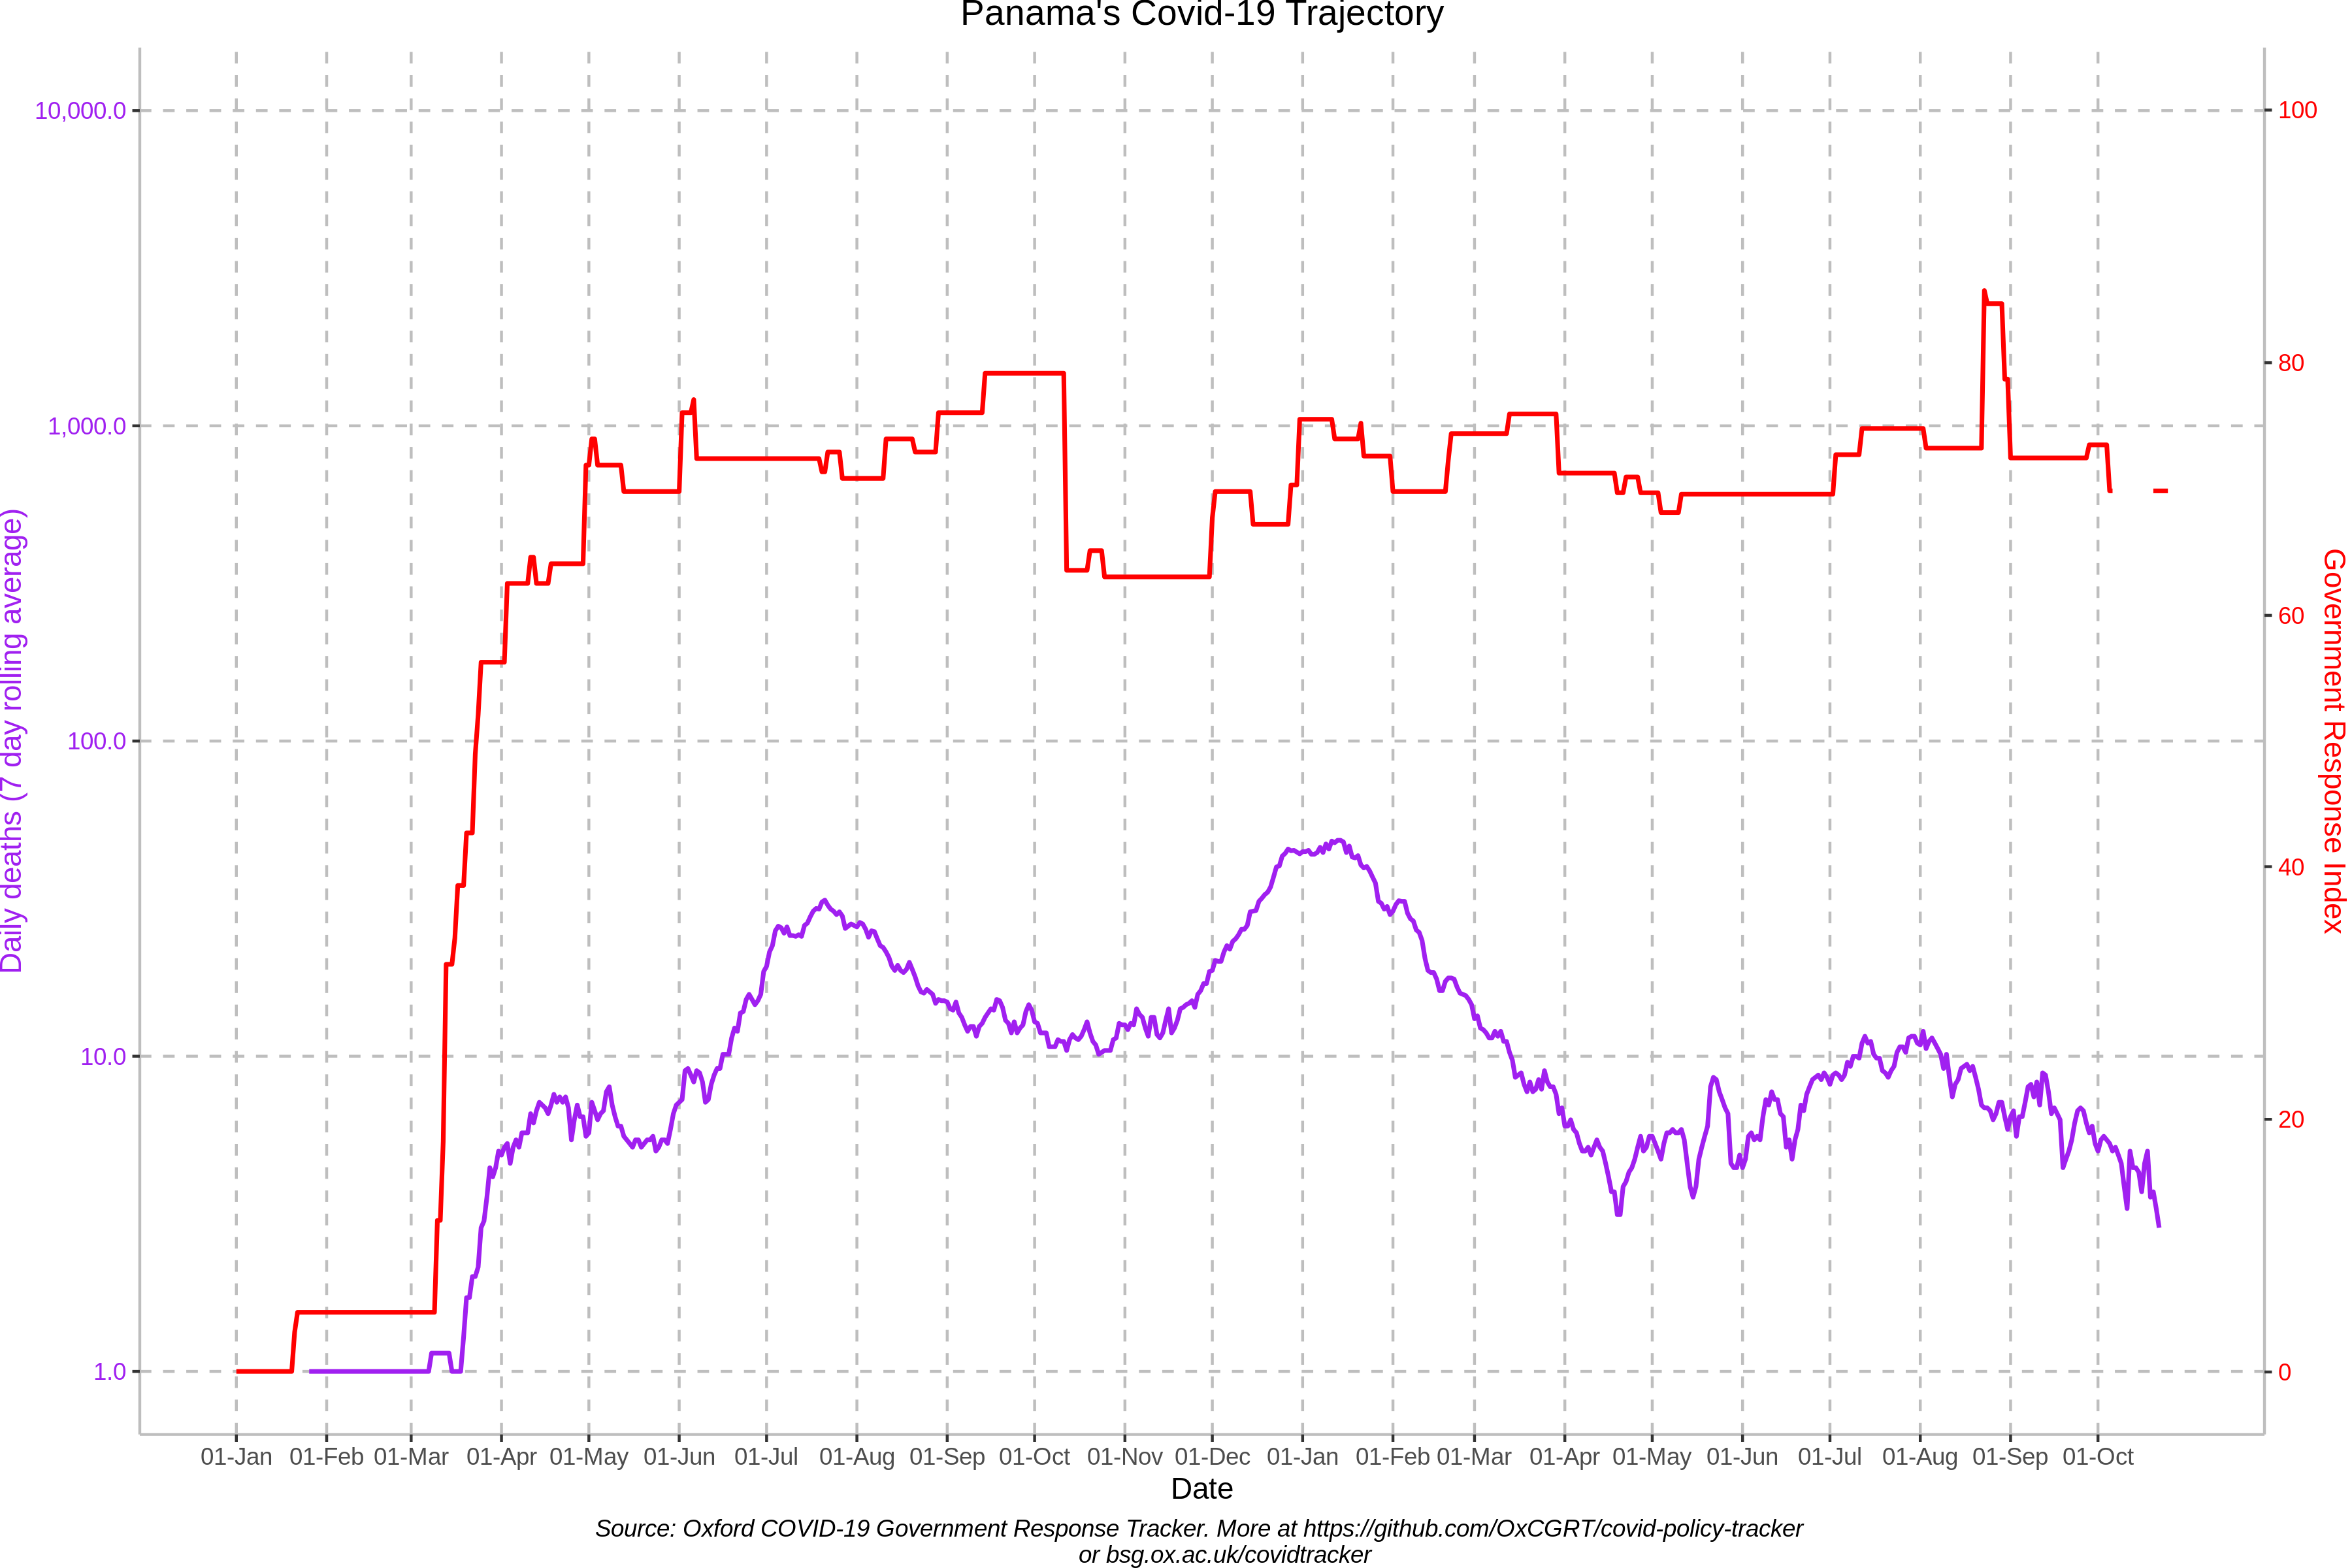 Panama's Covid-19 Trajectory
10,000.0
1,000.0
100.0
10.0
1.0
Daily deaths (7 day rolling average)
100
80
60
40
20
0
Government Response Index
01-Jan 01-Feb 01-Mar 01-Apr 01-May 01-Jun 01-Jul 01-Aug 01-Sep 01-Oct 01-Nov 01-Dec 01-Jan 01-Feb 01-Mar 01-Apr 01-May 01-Jun 01-Jul 01-Aug 01-Sep 01-Oct
Date
Source: Oxford COVID-19 Government Response Tracker. More at https://github.com/OxCGRT/covid-policy-tracker
or bsg.ox.ac.uk/covidtracker